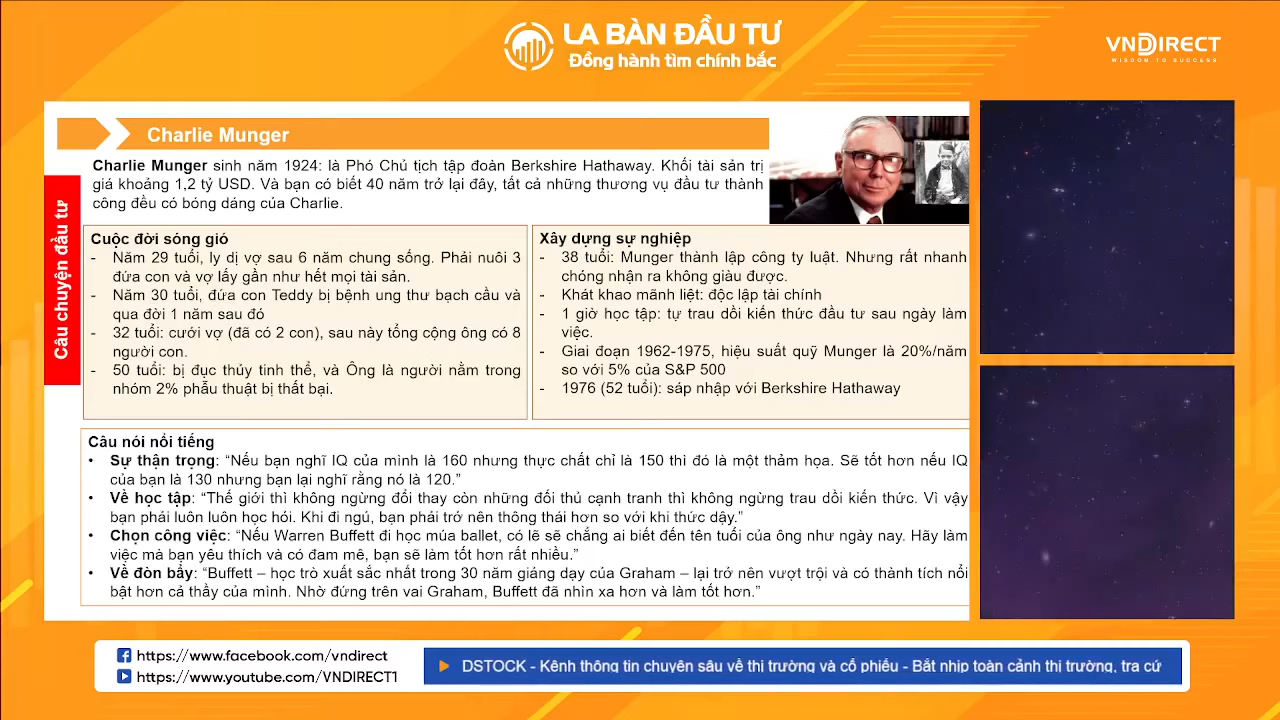 LA BÀN ĐẦU TƯ
Đồng hành tìm chính bắc
VNDIRECT
WISDOM TO SUCCESS
Charlie Munger
Charlie Munger sinh năm 1924: là Phó Chủ tịch tập đoàn Berkshire Hathaway. Khối tài sản trị
giá khoảng 1,2 tỷ USD. Và bạn có biết 40 năm trở lại đây, tất cả những thương vụ đầu tư thành
công đều có bóng dáng của Charlie.
Câu chuyện đầu tư
Cuộc đời sóng gió
- Năm 29 tuổi, ly dị vợ sau 6 năm chung sống. Phải nuôi 3
đứa con và vợ lấy gần như hết mọi tài sản.
- Năm 30 tuổi, đứa con Teddy bị bệnh ung thư bạch cầu và
qua đời 1 năm sau đó
- 32 tuổi: cưới vợ (đã có 2 con), sau này tổng cộng ông có 8
người con.
- 50 tuổi: bị đục thủy tinh thể, và Ông là người nằm trong
nhóm 2% phẫu thuật bị thất bại.
Xây dựng sự nghiệp
- 38 tuổi: Munger thành lập công ty luật. Nhưng rất nhanh
chóng nhận ra không giàu được.
- Khát khao mãnh liệt: độc lập tài chính
- 1 giờ học tập: tự trau dồi kiến thức đầu tư sau ngày làm
việc.
- Giai đoạn 1962-1975, hiệu suất quỹ Munger là 20%/năm
so với 5% của S&P 500
- 1976 (52 tuổi): sáp nhập với Berkshire Hathaway
Câu nói nổi tiếng
• Sự thận trọng: “Nếu bạn nghĩ IQ của mình là 160 nhưng thực chất chỉ là 150 thì đó là một thảm họa. Sẽ tốt hơn nếu IQ
của bạn là 130 nhưng bạn lại nghĩ rằng nó là 120.”
• Về học tập: “Thế giới thì không ngừng đổi thay còn những đối thủ cạnh tranh thì không ngừng trau dồi kiến thức. Vì vậy
bạn phải luôn luôn học hỏi. Khi đi ngủ, bạn phải trở nên thông thái hơn so với khi thức dậy.”
• Chọn công việc: “Nếu Warren Buffett đi học múa ballet, có lẽ sẽ chẳng ai biết đến tên tuổi của ông như ngày nay. Hãy làm
việc mà bạn yêu thích và có đam mê, bạn sẽ làm tốt hơn rất nhiều.”
• Về đòn bẩy: “Buffett – học trò xuất sắc nhất trong 30 năm giảng dạy của Graham – lại trở nên vượt trội và có thành tích nổi
bật hơn cả thầy của mình. Nhờ đứng trên vai Graham, Buffett đã nhìn xa hơn và làm tốt hơn.”
https://www.facebook.com/vndirect
https://www.youtube.com/VNDIRECT1
DSTOCK - Kênh thông tin chuyên sâu về thị trường và cổ phiếu - Bắt nhịp toàn cảnh thị trường, tra cứ